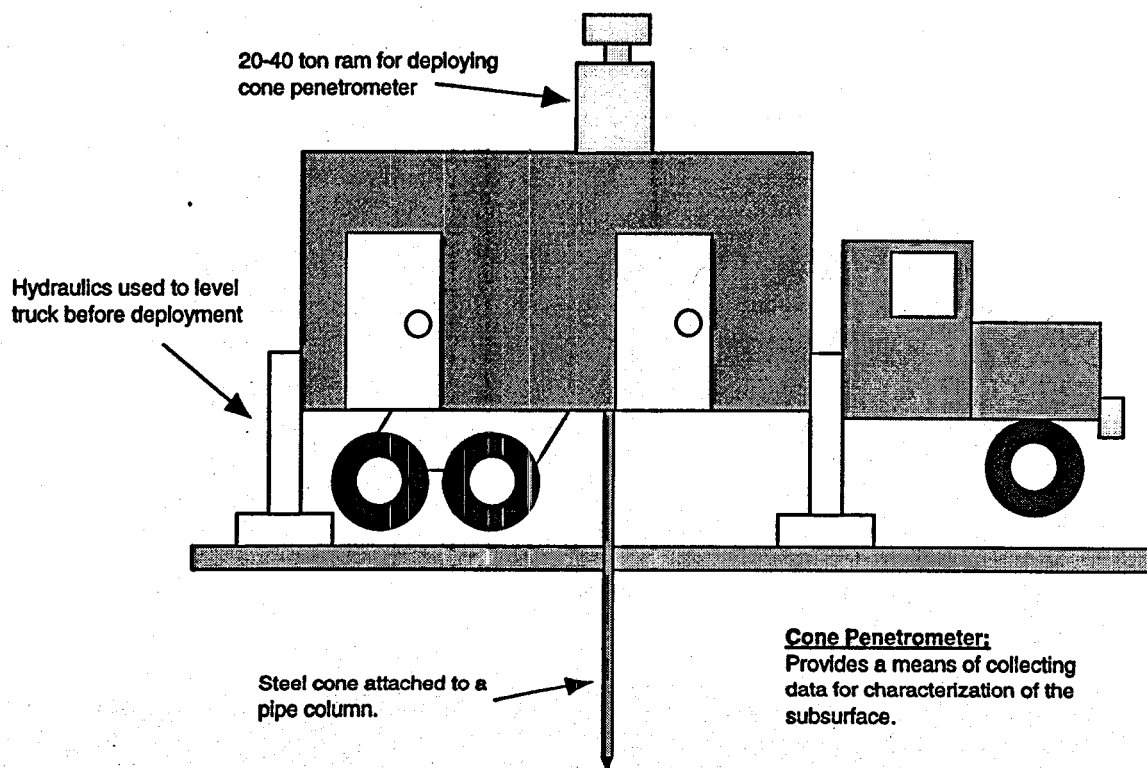 20-40 ton ram for deploying
cone penetrometer
Hydraulics used to level
truck before deployment
Steel cone attached to a
pipe column.
Cone Penetrometer:
Provides a means of collecting
data for characterization of the
subsurface.